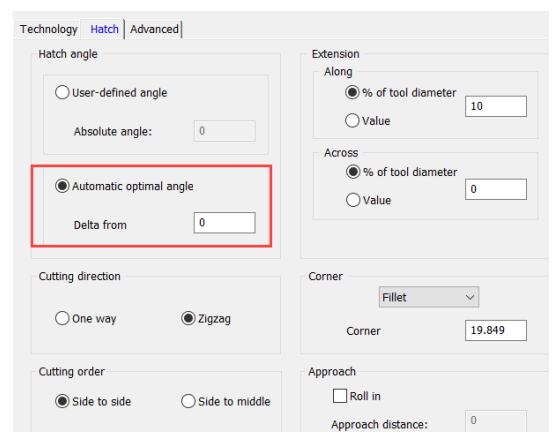 Technology Hatch Advanced
Hatch angle
User-defined angle
Absolute angle: 0
Automatic optimal angle
Delta from 0
Extension
Along
% of tool diameter
Value
10
Across
% of tool diameter
Value
0
Cutting direction
One way Zigzag
Corner
Fillet
Corner 19.849
Cutting order
Side to side Side to middle
Approach
Roll in
Approach distance: 0